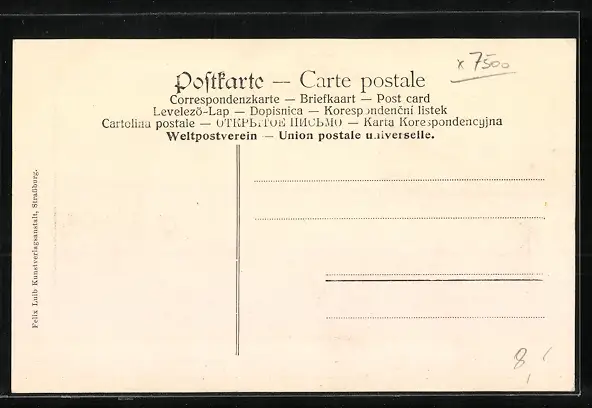 x 7500
Postkarte — Carte postale
Correspondenzkarte — Briefkaart — Post card
Levelező-Lap — Dopisnica — Korespondenční listek
Cartolina postale — ОТКРЫТОЕ ПИСЬМО — Karta Korespondencyjna
Weltpostverein — Union postale universelle.
Felix Luib Kunstverlagsanstalt, Straßburg.
8